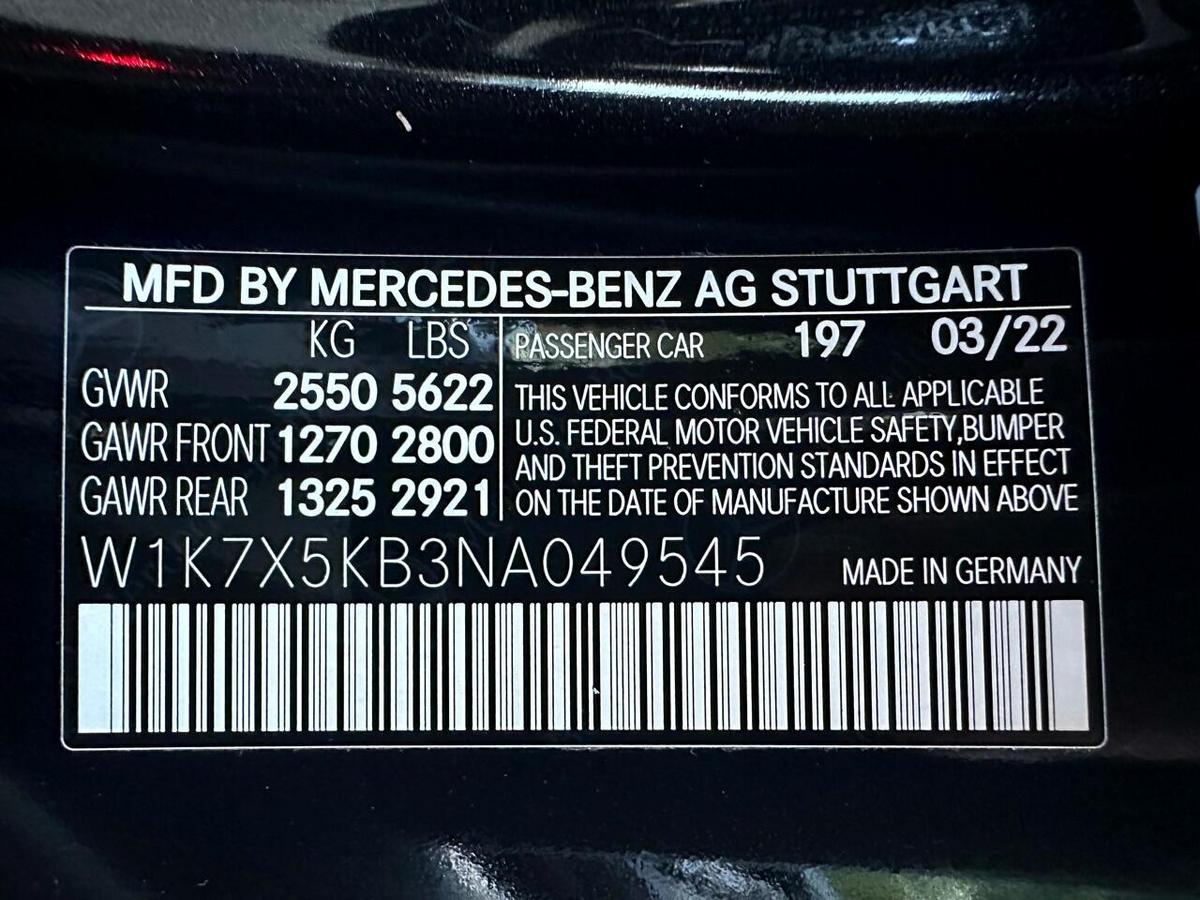 MFD BY MERCEDES-BENZ AG STUTTGART
KG LBS
GVWR 2550 5622
GAWR FRONT 1270 2800
GAWR REAR 1325 2921
PASSENGER CAR 197 03/22
THIS VEHICLE CONFORMS TO ALL APPLICABLE
U.S. FEDERAL MOTOR VEHICLE SAFETY,BUMPER
AND THEFT PREVENTION STANDARDS IN EFFECT
ON THE DATE OF MANUFACTURE SHOWN ABOVE
W1K7X5KB3NA049545 MADE IN GERMANY